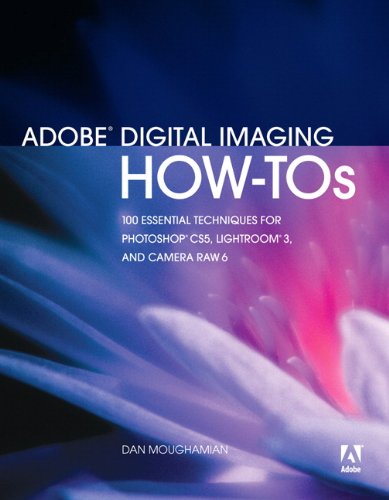 ADOBE® DIGITAL IMAGING
HOW-TOs
100 ESSENTIAL TECHNIQUES FOR
PHOTOSHOP® CS5, LIGHTROOM® 3,
AND CAMERA RAW 6
DAN MOUGHAMIAN
Adobe